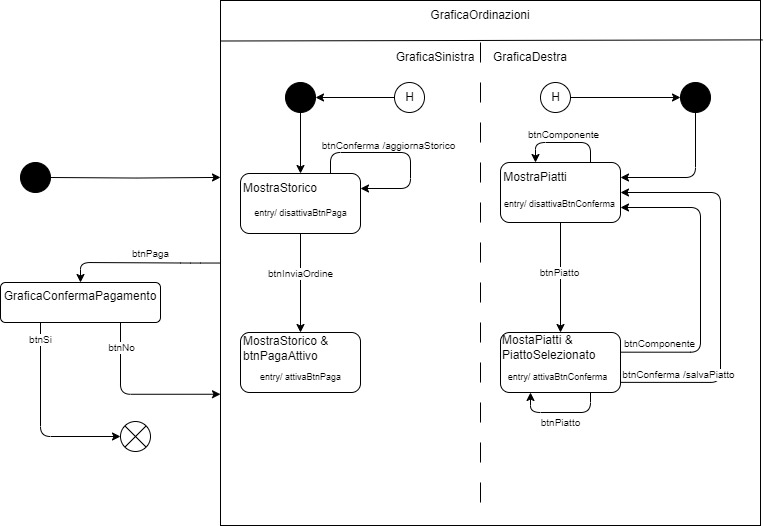 GraficaOrdinazioni
GraficaSinistra
GraficaDestra
H
H
btnComponente
btnConferma /aggiornaStorico
MostraStorico
entry/ disattivaBtnPaga
MostraPiatti
entry/ disattivaBtnConferma
btnPaga
btnInviaOrdine
btnPiatto
GraficaConfermaPagamento
btnSi
btnNo
MostraStorico &
btnPagaAttivo
entry/ attivaBtnPaga
MostaPiatti &
PiattoSelezionato
entry/ attivaBtnConferma
btnComponente
btnConferma /salvaPiatto
btnPiatto